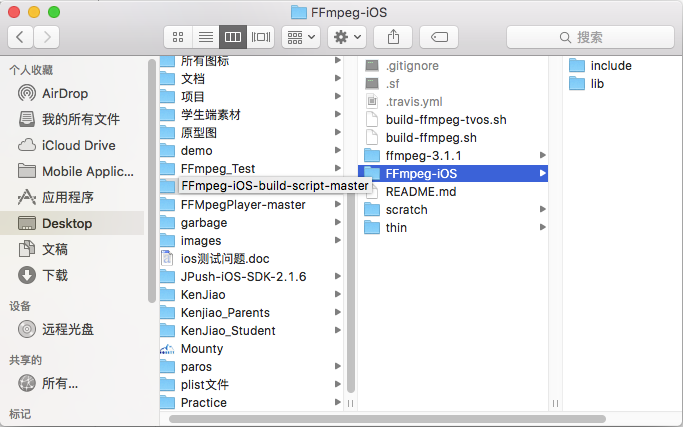 FFmpeg-iOS
搜索
个人收藏
AirDrop
我的所有文件
iCloud Drive
Mobile Applic...
应用程序
Desktop
文稿
下载
设备
远程光盘
共享的
所有...
标记
所有图标
文档
项目
学生端素材
原型图
demo
FFmpeg_Test
FFmpeg-iOS-build-script-master
FFMpegPlayer-master
garbage
images
ios测试问题.doc
JPush-iOS-SDK-2.1.6
KenJiao
Kenjiao_Parents
KenJiao_Student
Mounty
paros
plist文件
Practice
.gitignore
.sf
.travis.yml
build-ffmpeg-tvos.sh
build-ffmpeg.sh
ffmpeg-3.1.1
FFmpeg-iOS
README.md
scratch
thin
include
lib